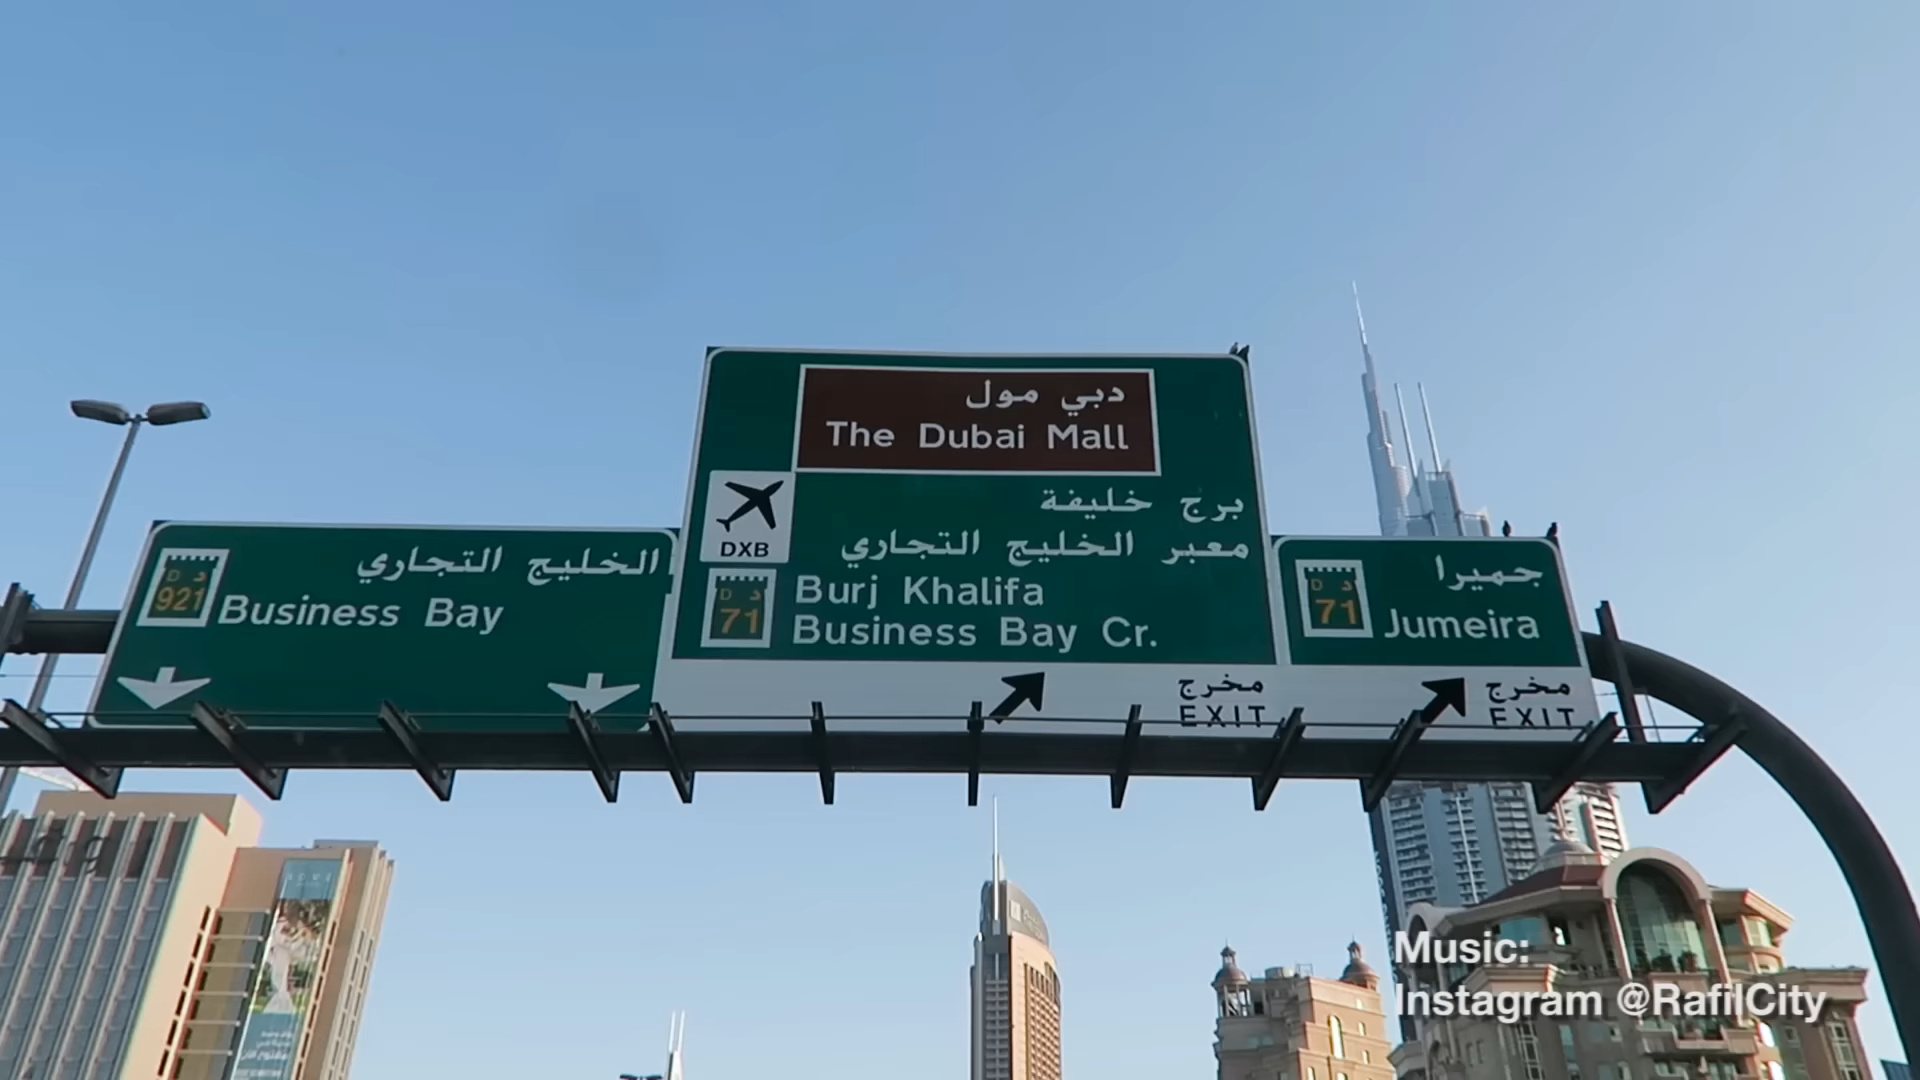 دبي مول
The Dubai Mall
DXB
برج خليفة
معبر الخليج التجاري
D د
71
Burj Khalifa
Business Bay Cr.
مخرج
EXIT
الخليج التجاري
D د
921
Business Bay
جميرا
D د
71
Jumeira
مخرج
EXIT
Music:
Instagram @RafilCity